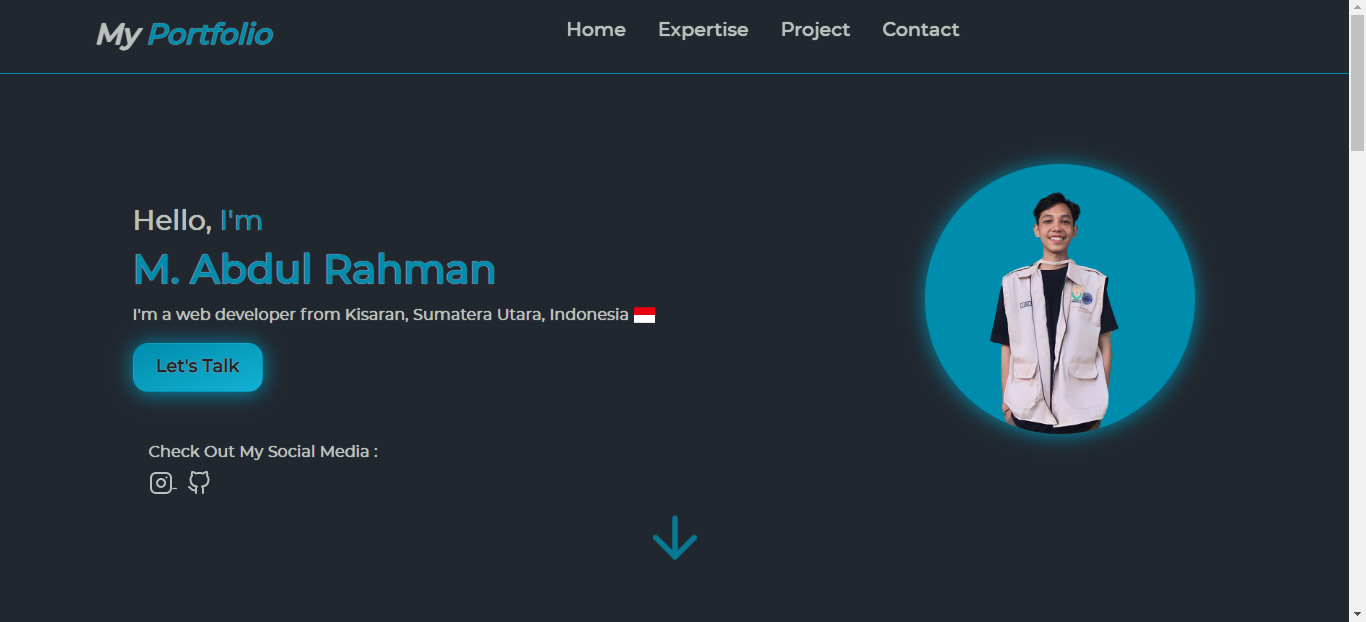 My Portfolio
Home Expertise Project Contact
Hello, I'm
M. Abdul Rahman
I'm a web developer from Kisaran, Sumatera Utara, Indonesia 🇮🇩
Let's Talk
Check Out My Social Media :